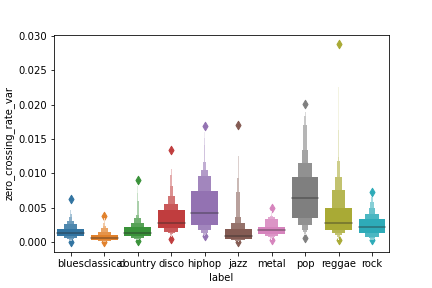 0.030
0.025
0.020
0.015
0.010
0.005
0.000
zero_crossing_rate_var
blues classical country disco hiphop jazz metal pop reggae rock
label